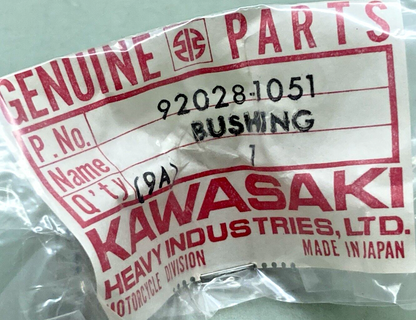 GENUINE PARTS
P. No. 92028-1051
Name BUSHING
Q'ty (9A) 1
KAWASAKI
HEAVY INDUSTRIES, LTD.
MOTORCYCLE DIVISION MADE IN JAPAN